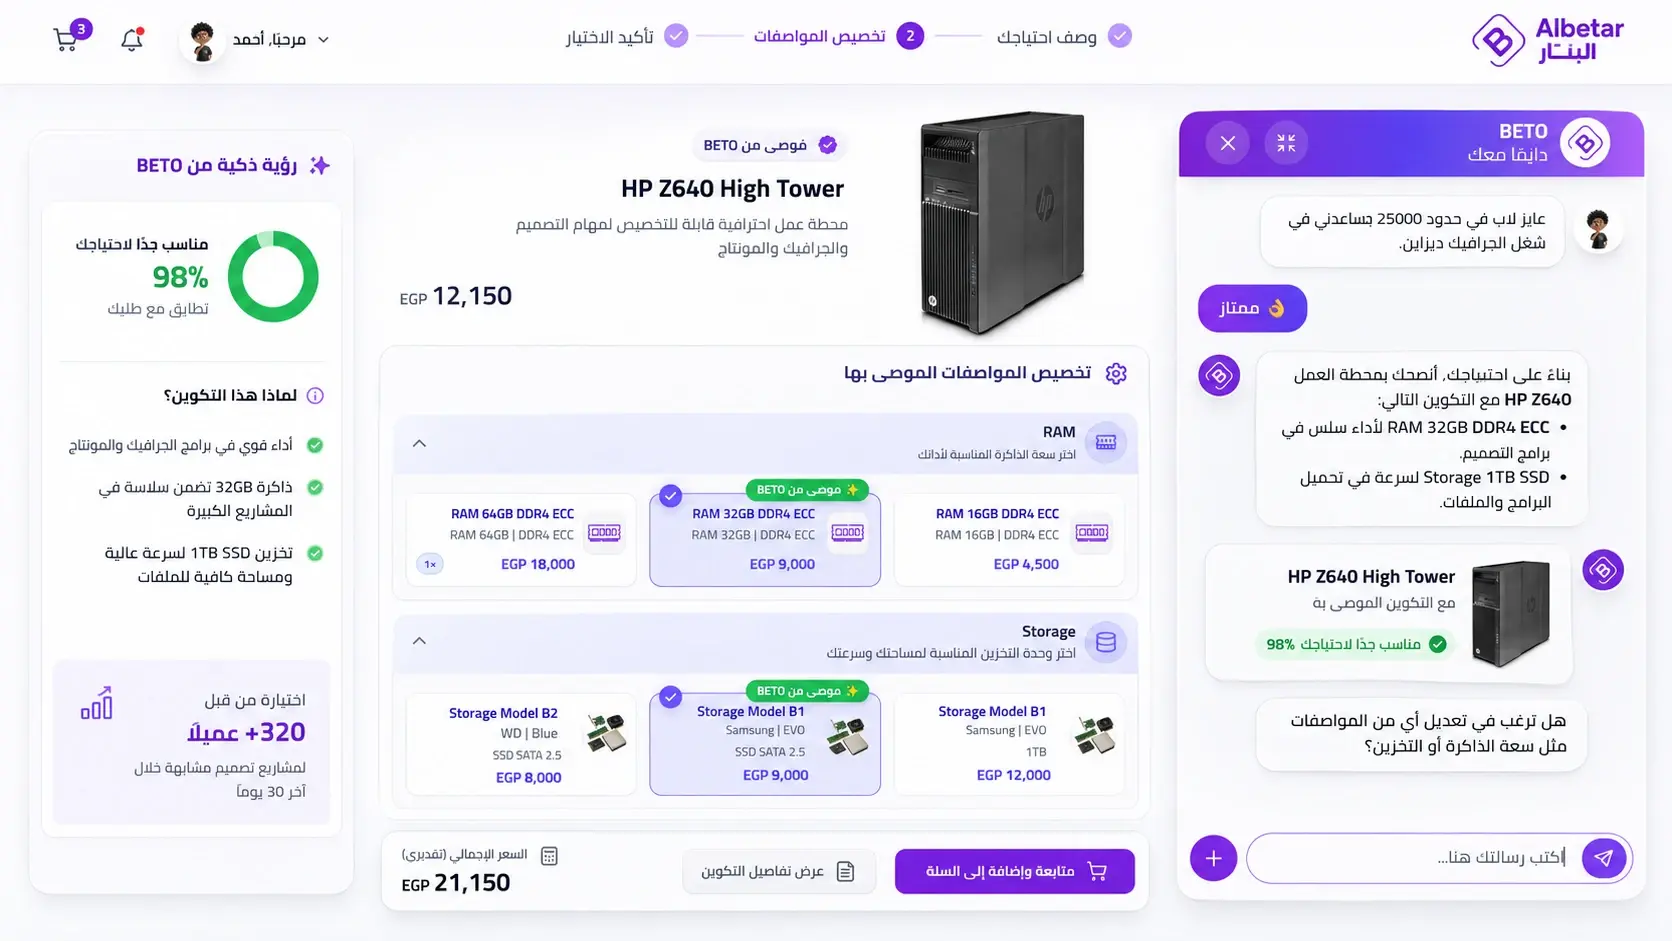 Albetar
البتار
وصف احتياجك
2
تخصيص المواصفات
تأكيد الاختيار
مرحبًا, أحمد
3
BETO
دايمًا معك
عايز لاب في حدود 25000 يساعدني في
شغل الجرافيك ديزاين.
👌 ممتاز
بناءً على احتياجك, أنصحك بمحطة العمل
HP Z640 مع التكوين التالي:
• RAM 32GB DDR4 ECC لأداء سلس في
برامج التصميم.
• Storage 1TB SSD لسرعة في تحميل
البرامج والملفات.
HP Z640 High Tower
مع التكوين الموصى بة
مناسب جدًا لاحتياجك 98%
هل ترغب في تعديل أي من المواصفات
مثل سعة الذاكرة أو التخزين؟
اكتب رسالتك هنا...
+
فوصى من BETO
HP Z640 High Tower
محطة عمل احترافية قابلة للتخصيص لمهام التصميم
والجرافيك والمونتاج
EGP 12,150
hp
تخصيص المواصفات الموصى بها
RAM
اختر سعة الذاكرة المناسبة لأداتك
RAM 16GB DDR4 ECC
RAM 16GB | DDR4 ECC
EGP 4,500
✨ موصى من BETO
RAM 32GB DDR4 ECC
RAM 32GB | DDR4 ECC
EGP 9,000
RAM 64GB DDR4 ECC
RAM 64GB | DDR4 ECC
EGP 18,000
1×
Storage
اختر وحدة التخزين المناسبة لمساحتك وسرعتك
Storage Model B1
Samsung | EVO
1TB
EGP 12,000
✨ موصى من BETO
Storage Model B1
Samsung | EVO
SSD SATA 2.5
EGP 9,000
Storage Model B2
WD | Blue
SSD SATA 2.5
EGP 8,000
متابعة وإضافة إلى السلة
عرض تفاصيل التكوين
السعر الإجمالي (تقديري)
EGP 21,150
رؤية ذكية من BETO
مناسب جدًا لاحتياجك
98%
تطابق مع طلبك
لماذا هذا التكوين؟
أداء قوي في برامج الجرافيك والمونتاج
ذاكرة 32GB تضمن سلاسة في
المشاريع الكبيرة
تخزين 1TB SSD لسرعة عالية
ومساحة كافية للملفات
اختيارة من قبل
+320 عميلاً
لمشاريع تصميم مشابهة خلال
آخر 30 يوماً